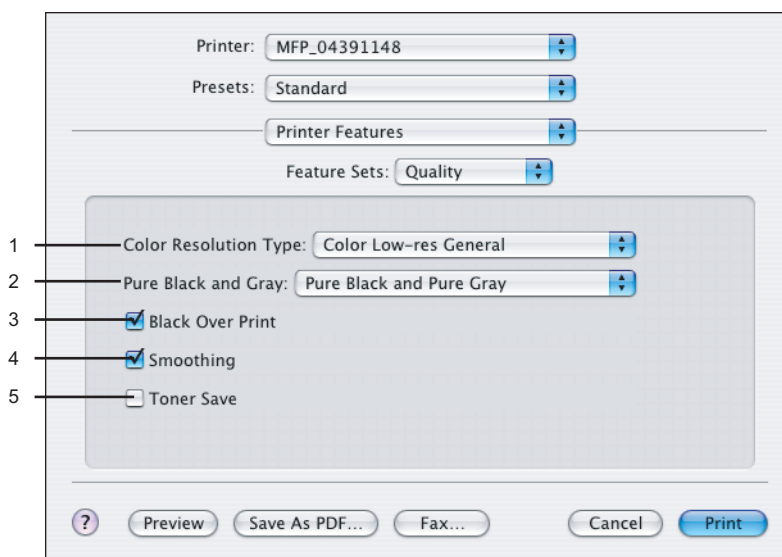 Printer: MFP_04391148
Presets: Standard
Printer Features
Feature Sets: Quality
1 Color Resolution Type: Color Low-res General
2 Pure Black and Gray: Pure Black and Pure Gray
3 Black Over Print
4 Smoothing
5 Toner Save
? Preview Save As PDF... Fax... Cancel Print